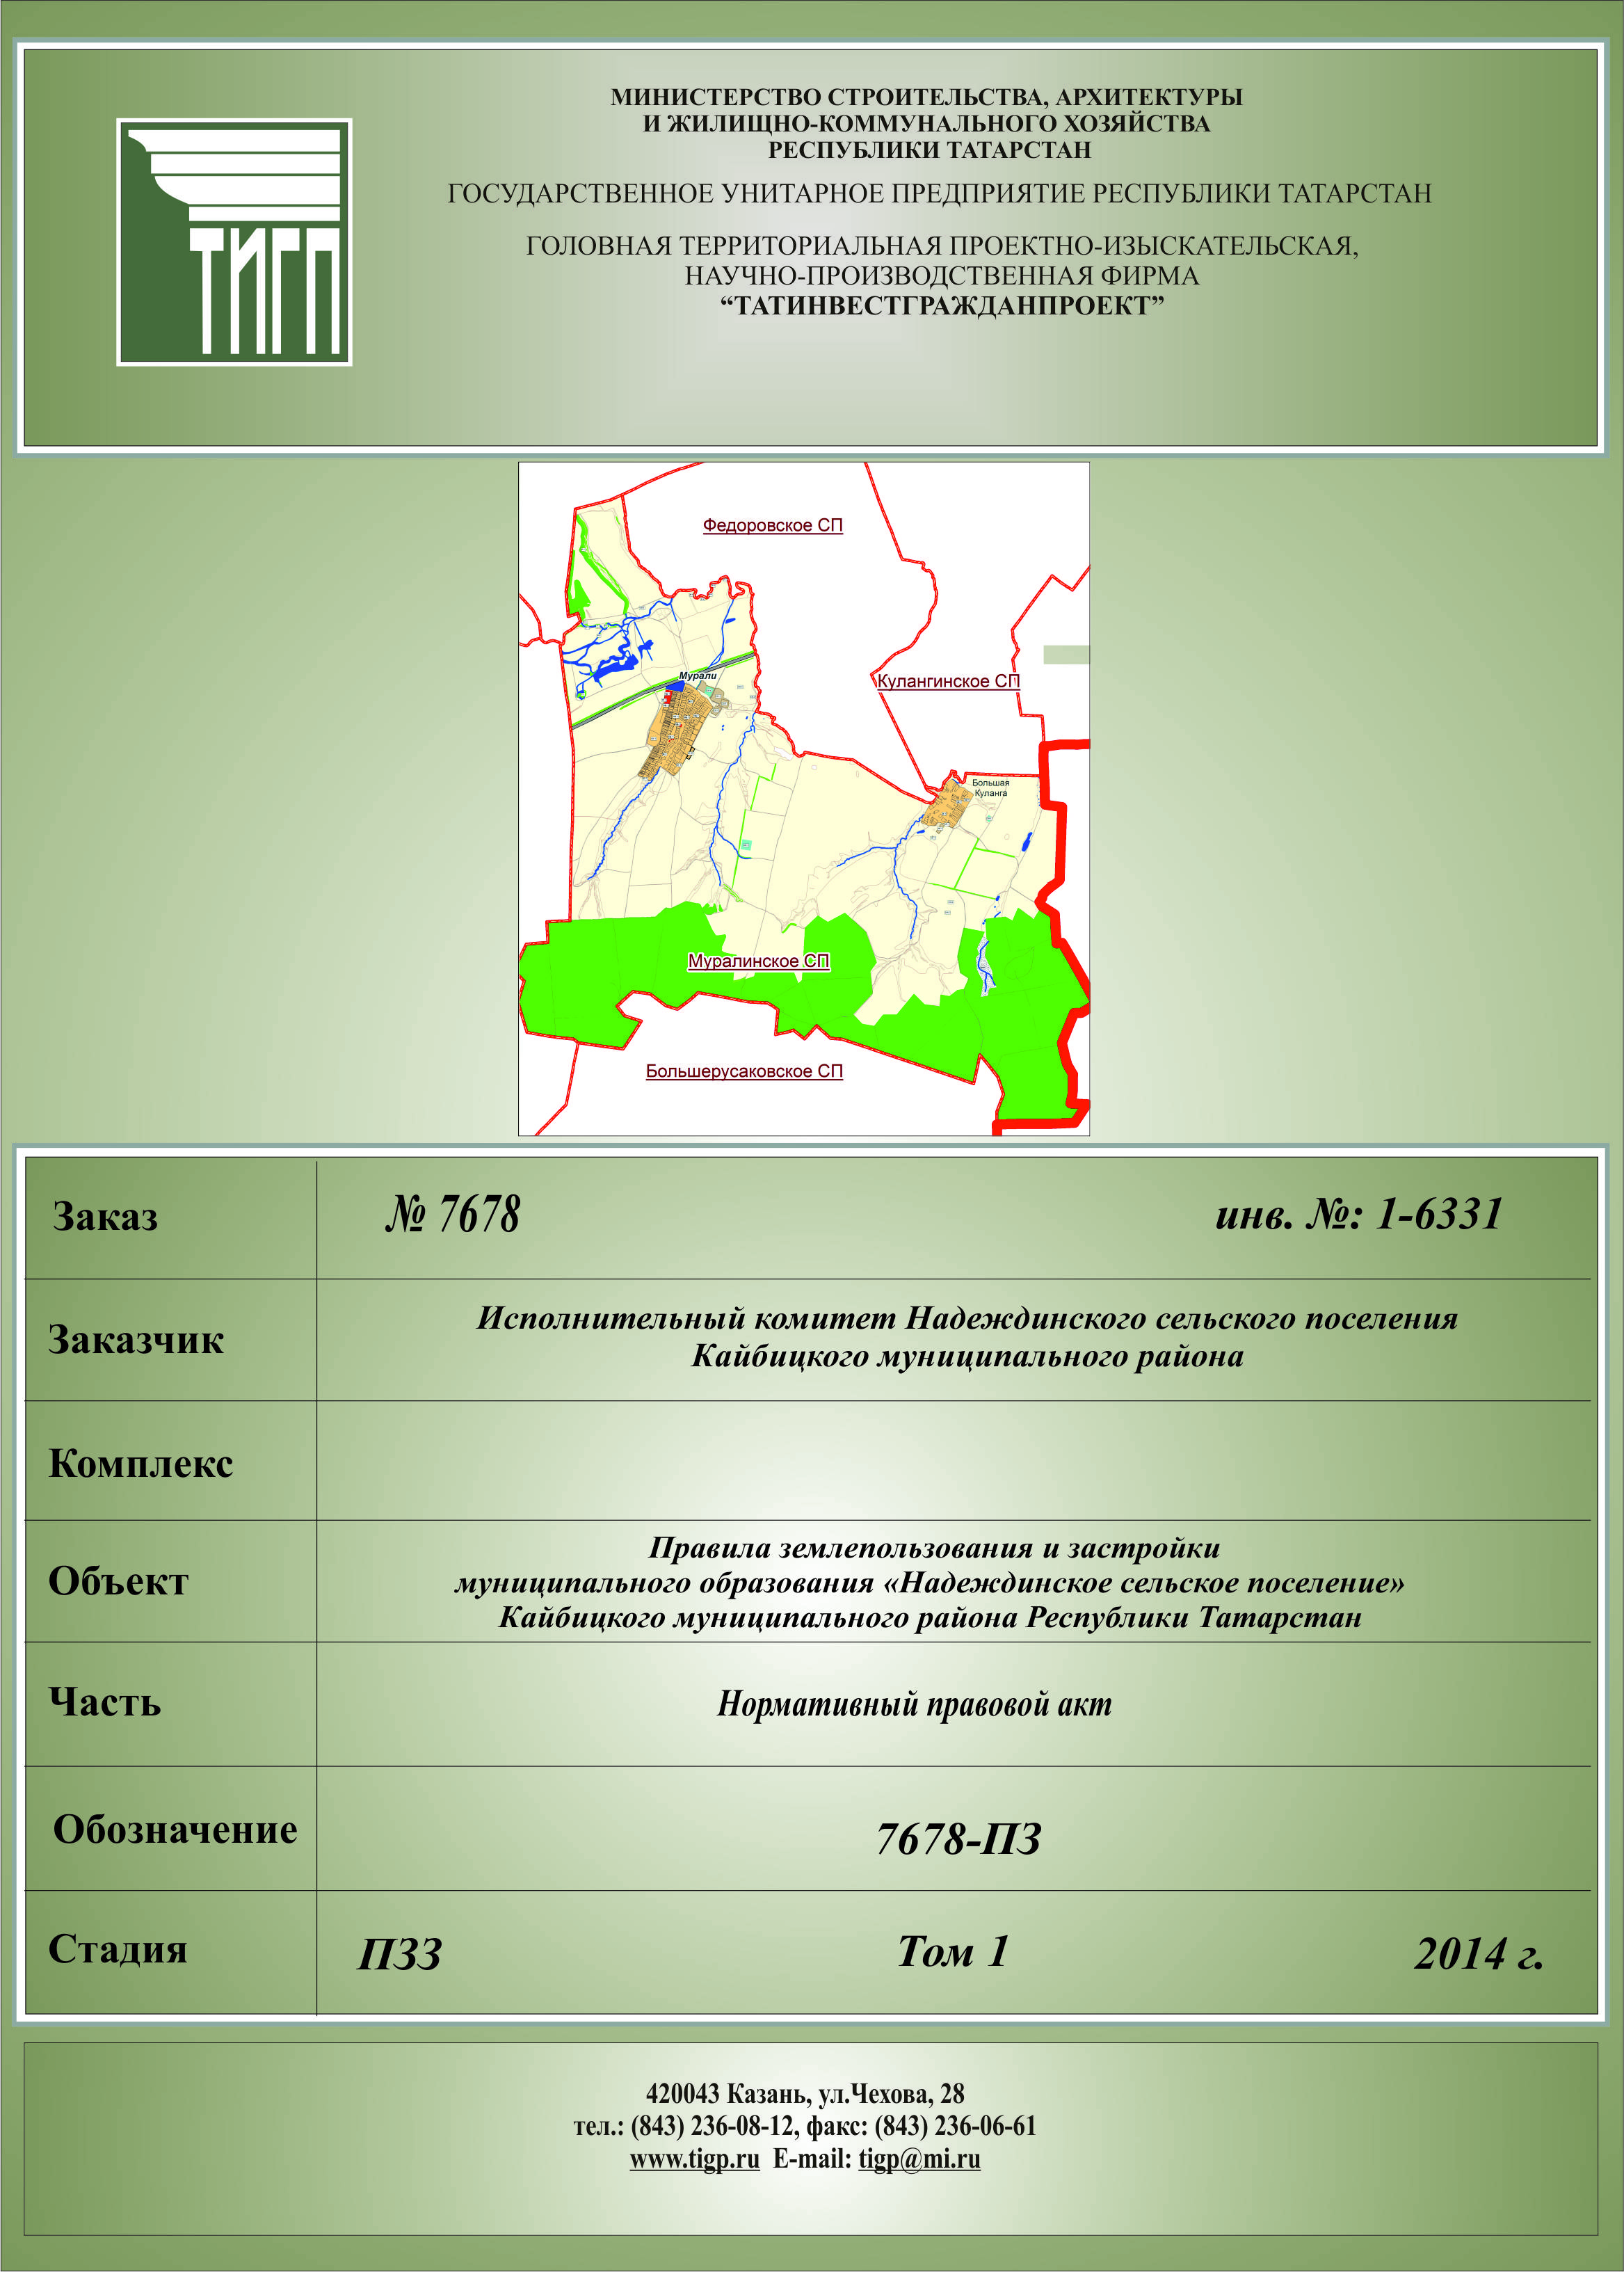 МИНИСТЕРСТВО СТРОИТЕЛЬСТВА, АРХИТЕКТУРЫ
И ЖИЛИЩНО-КОММУНАЛЬНОГО ХОЗЯЙСТВА
РЕСПУБЛИКИ ТАТАРСТАН
ГОСУДАРСТВЕННОЕ УНИТАРНОЕ ПРЕДПРИЯТИЕ РЕСПУБЛИКИ ТАТАРСТАН
ГОЛОВНАЯ ТЕРРИТОРИАЛЬНАЯ ПРОЕКТНО-ИЗЫСКАТЕЛЬСКАЯ,
НАУЧНО-ПРОИЗВОДСТВЕННАЯ ФИРМА
“ТАТИНВЕСТГРАЖДАНПРОЕКТ”
ТИГП
Федоровское СП
Мурали
Кулангинское СП
Большая
Куланга
Муралинское СП
Большерусаковское СП
Заказ № 7678 инв. №: 1-6331
Заказчик
Исполнительный комитет Надеждинского сельского поселения
Кайбицкого муниципального района
Комплекс
Объект
Правила землепользования и застройки
муниципального образования «Надеждинское сельское поселение»
Кайбицкого муниципального района Республики Татарстан
Часть Нормативный правовой акт
Обозначение 7678-ПЗ
Стадия ПЗЗ Том 1 2014 г.
420043 Казань, ул.Чехова, 28
тел.: (843) 236-08-12, факс: (843) 236-06-61
www.tigp.ru E-mail: tigp@mi.ru